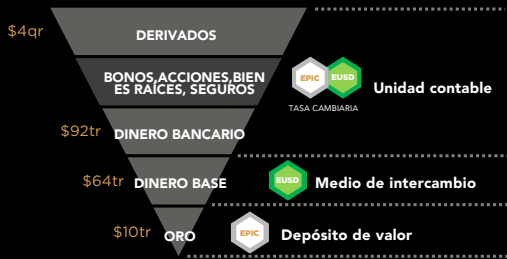 $4qr
DERIVADOS
BONOS,ACCIONES,BIEN
ES RAÍCES, SEGUROS
EPIC
EUSD
Unidad contable
TASA CAMBIARIA
$92tr
DINERO BANCARIO
$64tr
DINERO BASE
EUSD
Medio de intercambio
$10tr
ORO
EPIC
Depósito de valor